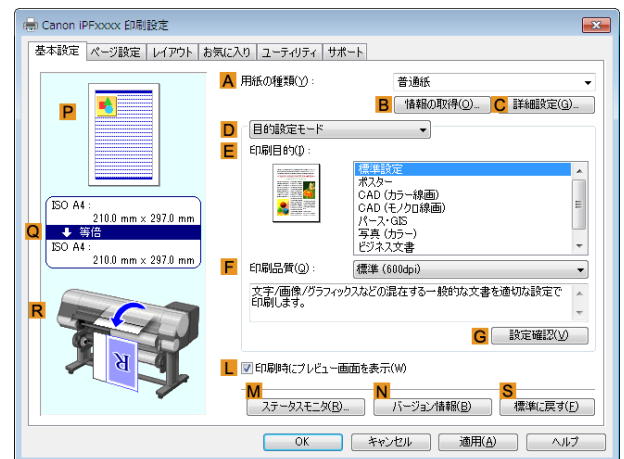 Canon iPFxxxx 印刷設定
基本設定 ページ設定 レイアウト お気に入り ユーティリティ サポート
A 用紙の種類(Y): 普通紙
B 情報の取得(O)... C 詳細設定(G)...
P
D 目的設定モード
E 印刷目的(I):
標準設定
ポスター
CAD (カラー線画)
CAD (モノクロ線画)
パース・GIS
写真 (カラー)
ビジネス文書
ISO A4 :
210.0 mm x 297.0 mm
Q 等倍
ISO A4 :
210.0 mm x 297.0 mm
F 印刷品質(Q): 標準 (600dpi)
文字/画像/グラフィックスなどの混在する一般的な文書を適切な設定で
印刷します。
R
G 設定確認(V)
R
L 印刷時にプレビュー画面を表示(W)
M N S
ステータスモニタ(R)... バージョン情報(B) 標準に戻す(F)
OK キャンセル 適用(A) ヘルプ